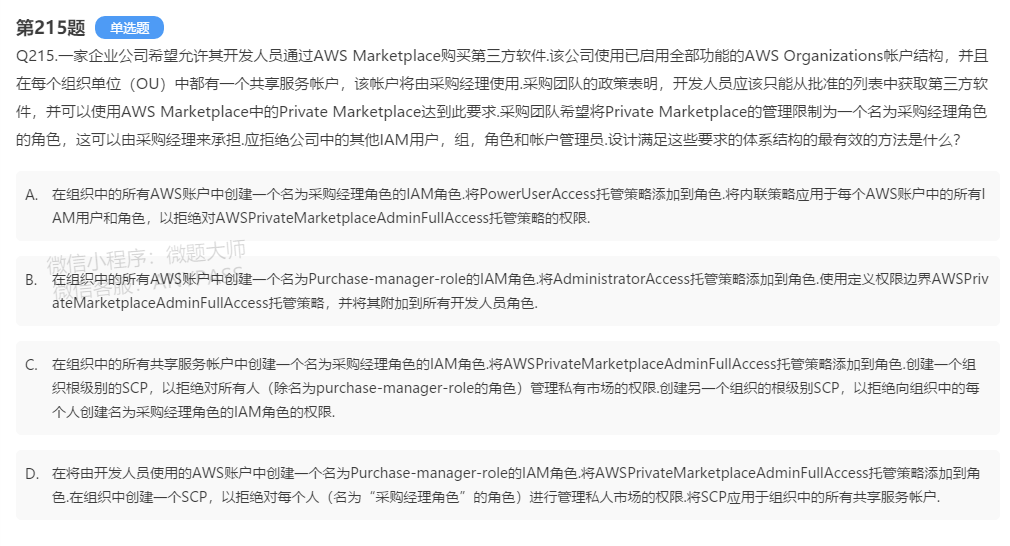 第215题 单选题
Q215.一家企业公司希望允许其开发人员通过AWS Marketplace购买第三方软件.该公司使用已启用全部功能的AWS Organizations帐户结构，并且
在每个组织单位（OU）中都有一个共享服务帐户，该帐户将由采购经理使用.采购团队的政策表明，开发人员应该只能从批准的列表中获取第三方软
件，并可以使用AWS Marketplace中的Private Marketplace达到此要求.采购团队希望将Private Marketplace的管理限制为一个名为采购经理角色
的角色，这可以由采购经理来承担.应拒绝公司中的其他IAM用户，组，角色和帐户管理员.设计满足这些要求的体系结构的最有效的方法是什么？
A. 在组织中的所有AWS账户中创建一个名为采购经理角色的IAM角色.将PowerUserAccess托管策略添加到角色.将内联策略应用于每个AWS账户中的所有I
AM用户和角色，以拒绝对AWSPrivateMarketplaceAdminFullAccess托管策略的权限.
微信小程序：微题大师
B. 在组织中的所有AWS账户中创建一个名为Purchase-manager-role的IAM角色.将AdministratorAccess托管策略添加到角色.使用定义权限边界AWSPriv
ateMarketplaceAdminFullAccess托管策略，并将其附加到所有开发人员角色.
C. 在组织中的所有共享服务帐户中创建一个名为采购经理角色的IAM角色.将AWSPrivateMarketplaceAdminFullAccess托管策略添加到角色.创建一个组
织根级别的SCP，以拒绝对所有人（除名为purchase-manager-role的角色）管理私有市场的权限.创建另一个组织的根级别SCP，以拒绝向组织中的每
个人创建名为采购经理角色的IAM角色的权限.
D. 在将由开发人员使用的AWS账户中创建一个名为Purchase-manager-role的IAM角色.将AWSPrivateMarketplaceAdminFullAccess托管策略添加到角
色.在组织中创建一个SCP，以拒绝对每个人（名为“采购经理角色”的角色）进行管理私人市场的权限.将SCP应用于组织中的所有共享服务帐户.